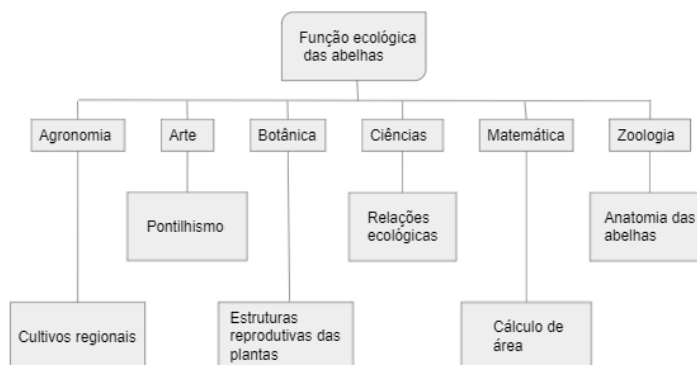 Função ecológica
das abelhas
Agronomia
Arte
Botânica
Ciências
Matemática
Zoologia
Pontilhismo
Relações
ecológicas
Anatomia das
abelhas
Cultivos regionais
Estruturas
reprodutivas das
plantas
Cálculo de
área